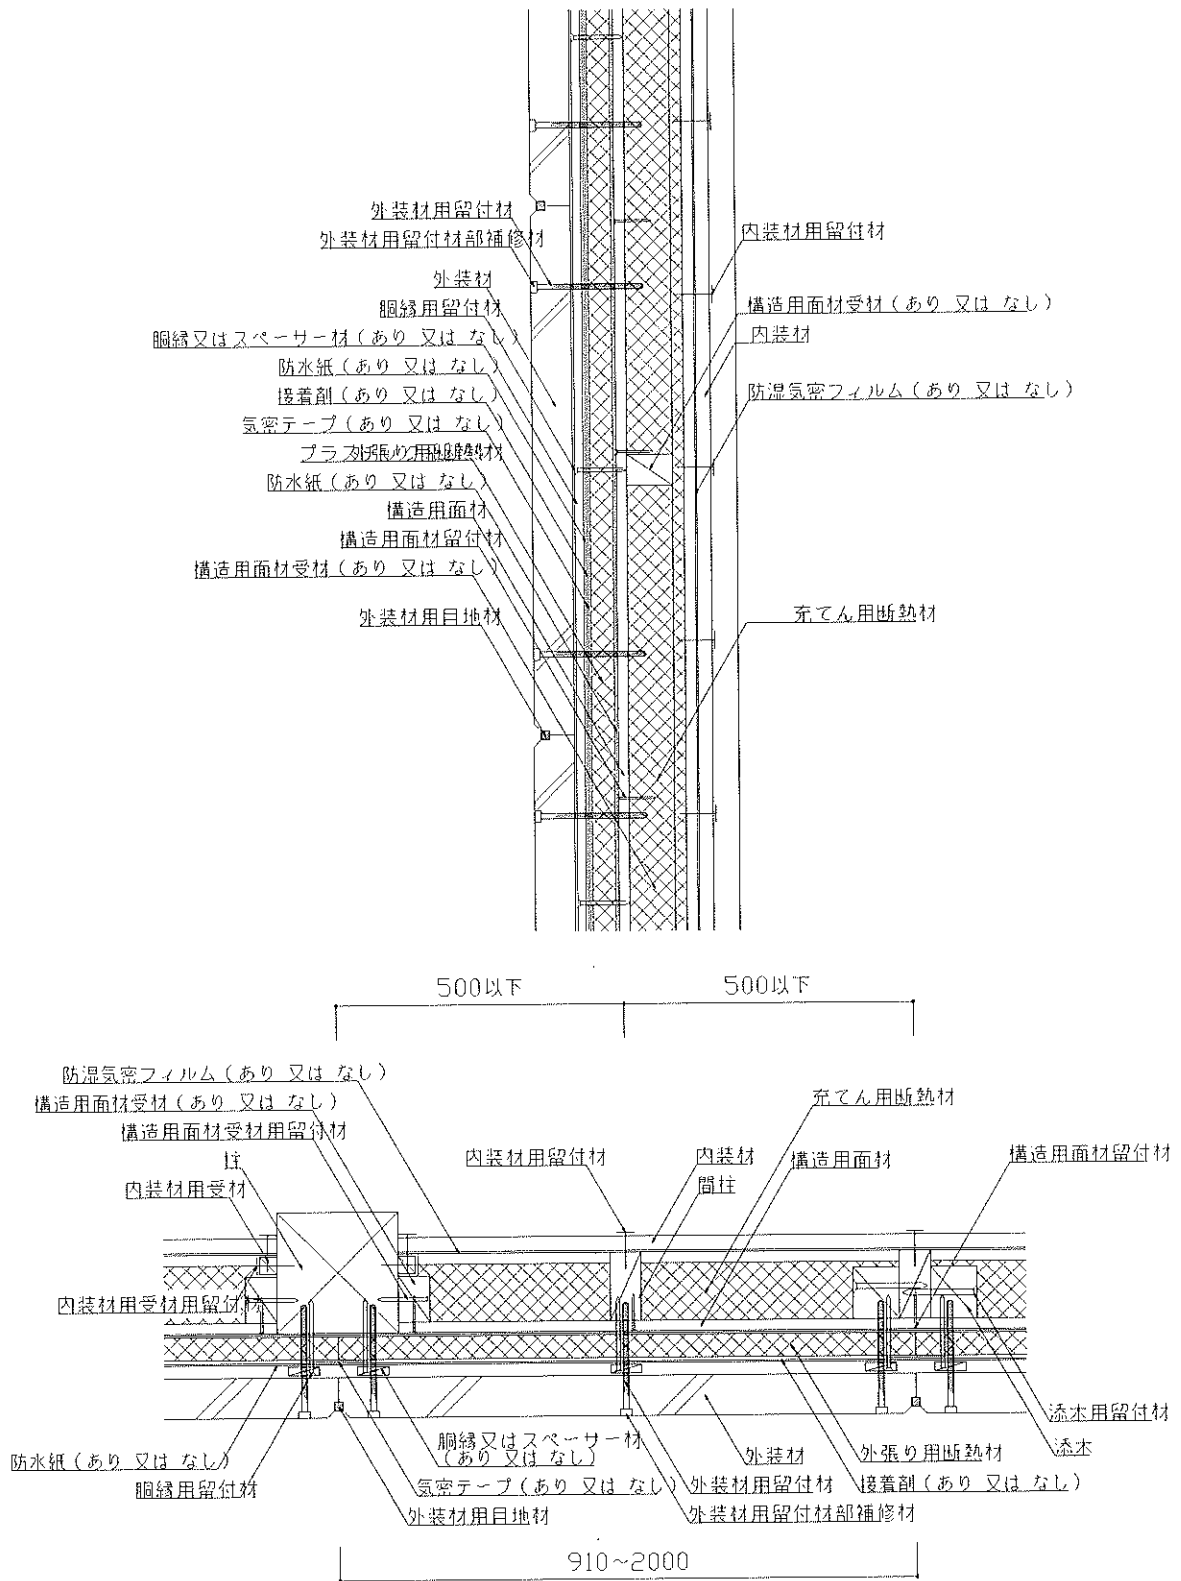 外装材用留付材
外装材用留付材部補修材
外装材
胴縁用留付材
胴縁又はスペーサー材(あり 又は なし)
防水紙(あり 又は なし)
接着剤(あり 又は なし)
気密テープ(あり 又は なし)
防水紙(あり 又は なし)
構造用面材
構造用面材留付材
構造用面材受材(あり 又は なし)
外装材用目地材
内装材用留付材
構造用面材受材(あり 又は なし)
内装材
防湿気密フィルム(あり 又は なし)
充てん用断熱材
500以下
500以下
防湿気密フィルム(あり 又は なし)
構造用面材受材(あり 又は なし)
構造用面材受材用留付材
柱
内装材用受材
内装材用受材用留付材
内装材用留付材
内装材
間柱
充てん用断熱材
構造用面材
構造用面材留付材
防水紙(あり 又は なし)
胴縁用留付材
胴縁又はスペーサー材
(あり 又は なし)
気密テープ(あり 又は なし)
外装材用目地材
外装材
外装材用留付材
外装材用留付材部補修材
外張り用断熱材
接着剤(あり 又は なし)
添木用留付材
添木
910~2000